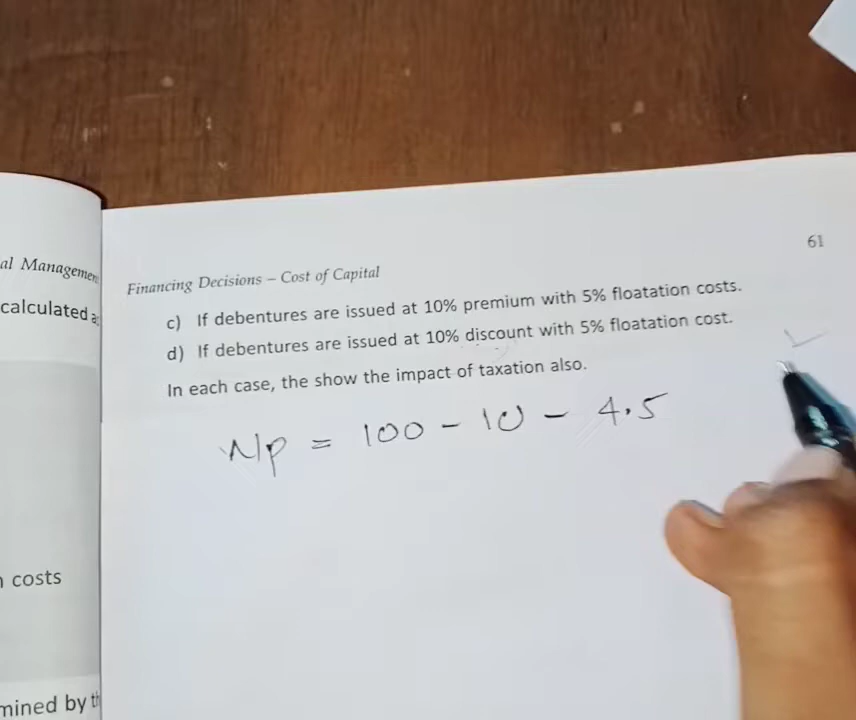 al Management
calculated
costs
mined by
61
Financing Decisions – Cost of Capital
c) If debentures are issued at 10% premium with 5% floatation costs.
d) If debentures are issued at 10% discount with 5% floatation cost.
In each case, the show the impact of taxation also.
Np = 100 - 10 - 4.5